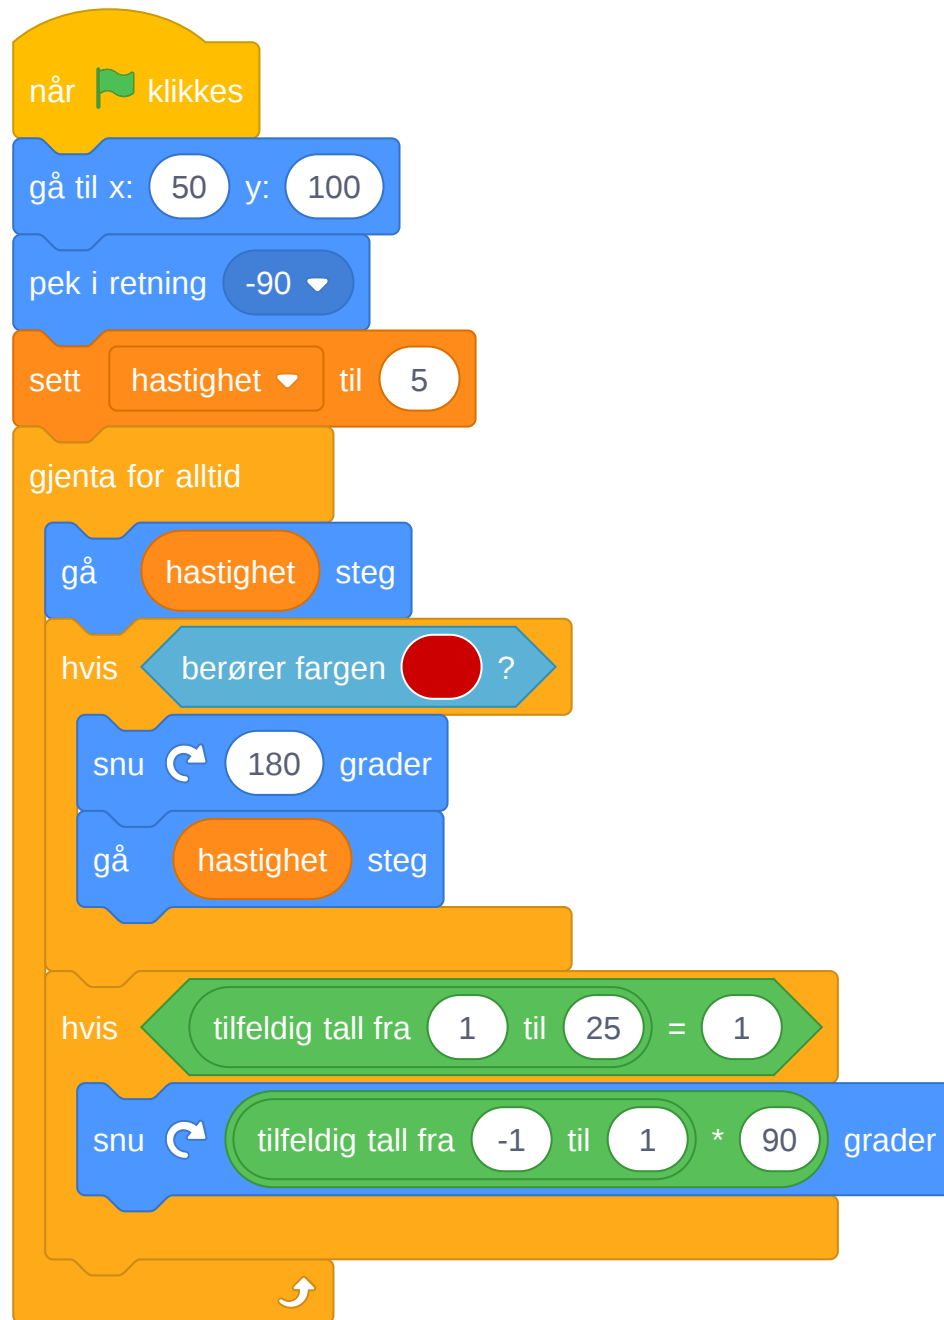 når klikkes
gå til x: 50 y: 100
pek i retning -90
sett hastighet til 5
gjenta for alltid
gå hastighet steg
hvis berører fargen ?
snu 180 grader
gå hastighet steg
hvis tilfeldig tall fra 1 til 25 = 1
snu tilfeldig tall fra -1 til 1 * 90 grader